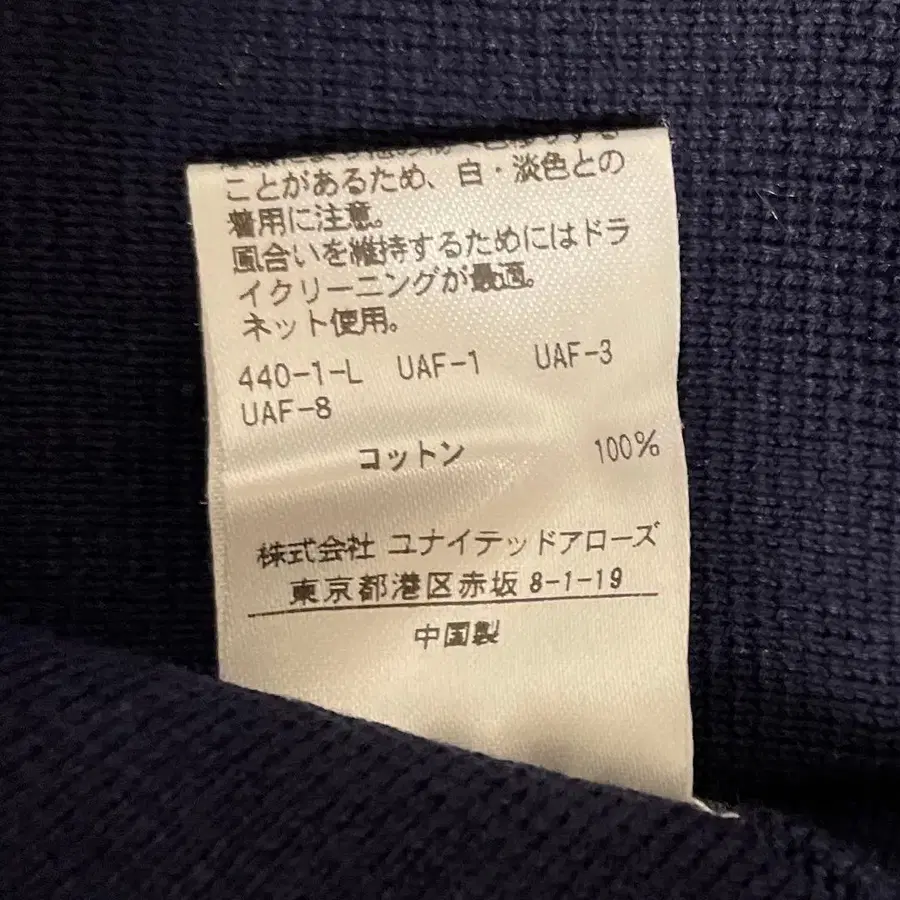 ことがあるため、白・淡色との
着用に注意。
風合いを維持するためにはドラ
イクリーニングが最適。
ネット使用。
440-1-L UAF-1 UAF-3
UAF-8
コットン 100%
株式会社 ユナイテッドアローズ
東京都港区赤坂 8-1-19
中国製